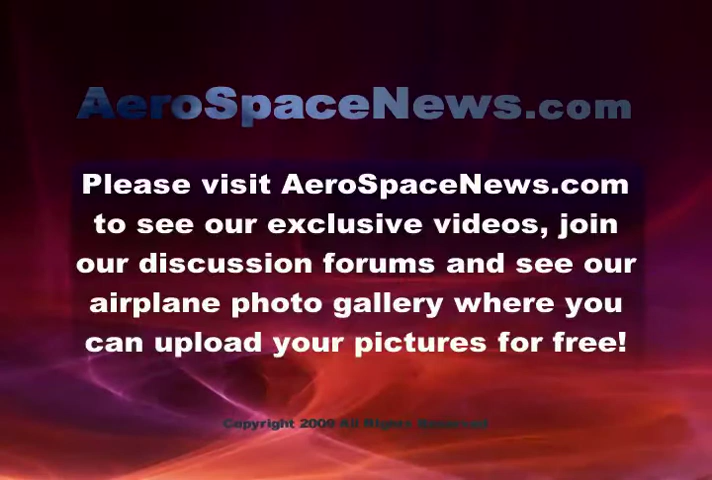 AeroSpaceNews.com
Please visit AeroSpaceNews.com
to see our exclusive videos, join
our discussion forums and see our
airplane photo gallery where you
can upload your pictures for free!
Copyright 2009 All Rights Reserved